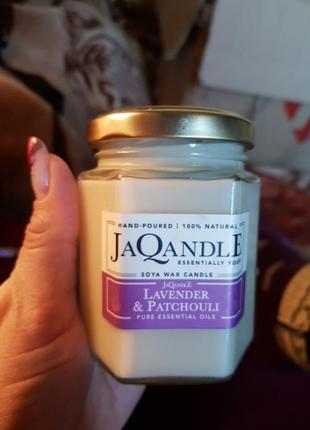 HAND-POURED | 100% NATURAL
JAQANDLE
ESSENTIALLY YOU
SOYA WAX CANDLE
JAQANDLE
LAVENDER
& PATCHOULI
PURE ESSENTIAL OILS